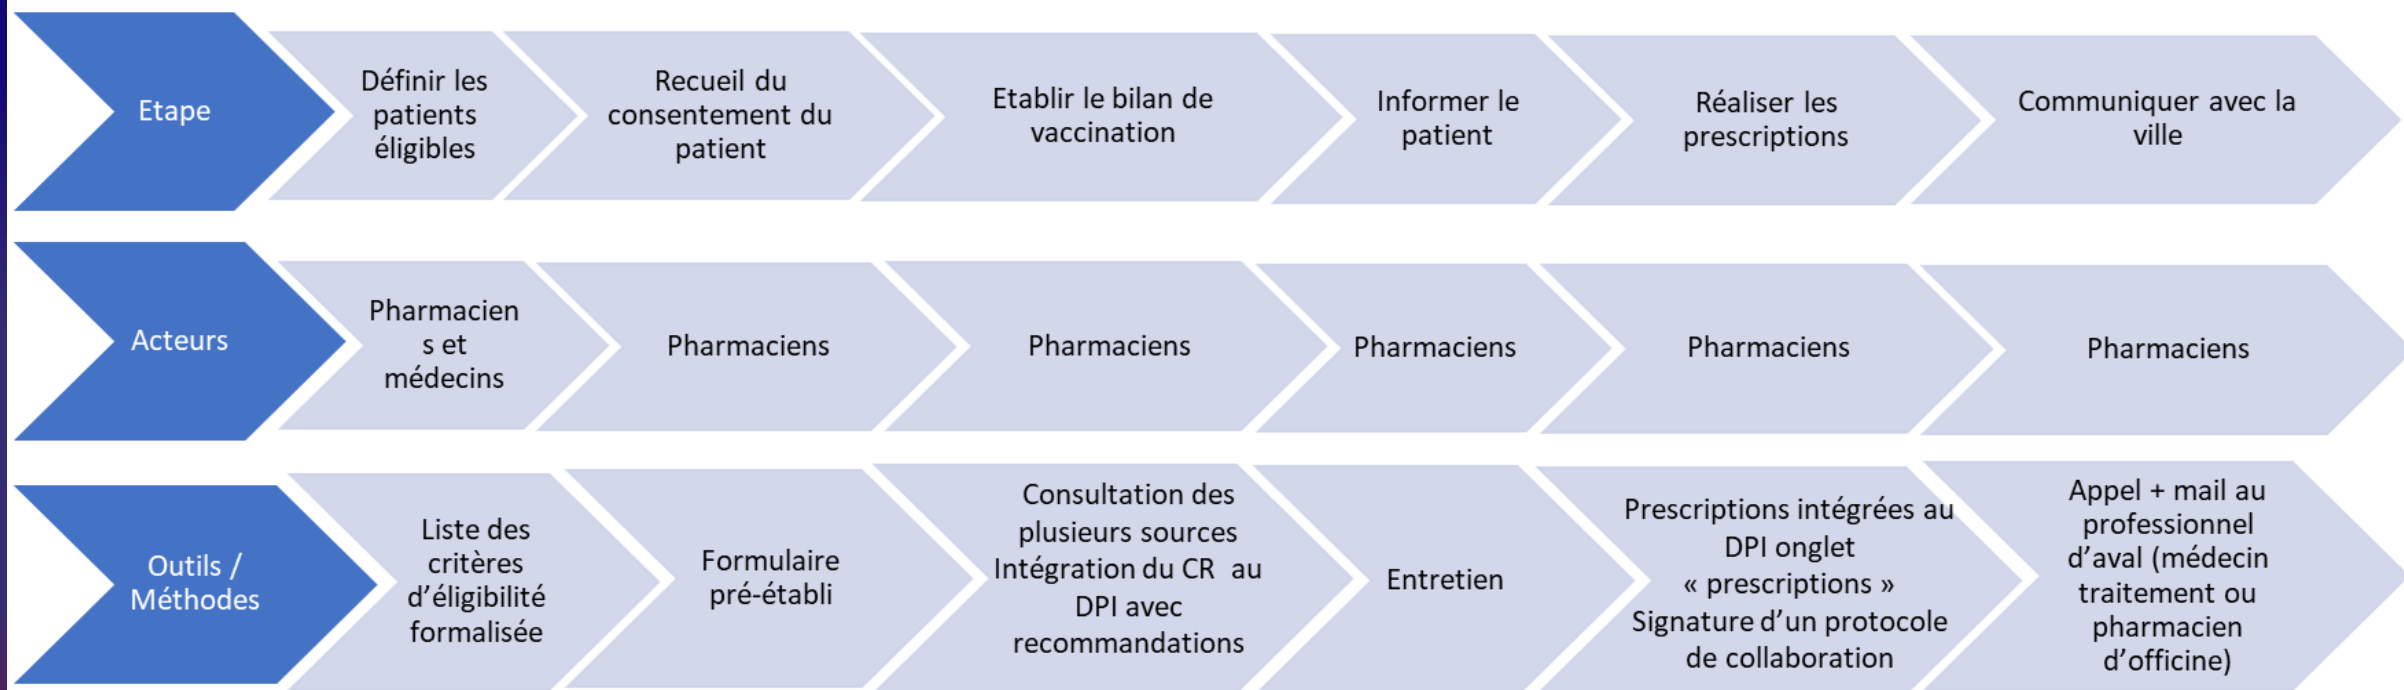 Etape
Définir les
patients
éligibles
Recueil du
consentement du
patient
Etablir le bilan de
vaccination
Informer le
patient
Réaliser les
prescriptions
Communiquer avec la
ville
Acteurs
Pharmacien
s et
médecins
Pharmaciens
Pharmaciens
Pharmaciens
Pharmaciens
Pharmaciens
Outils /
Méthodes
Liste des
critères
d’éligibilité
formalisée
Formulaire
pré-établi
Consultation des
plusieurs sources
Intégration du CR au
DPI avec
recommandations
Entretien
Prescriptions intégrées au
DPI onglet
« prescriptions »
Signature d’un protocole
de collaboration
Appel + mail au
professionnel
d’aval (médecin
traitement ou
pharmacien
d’officine)